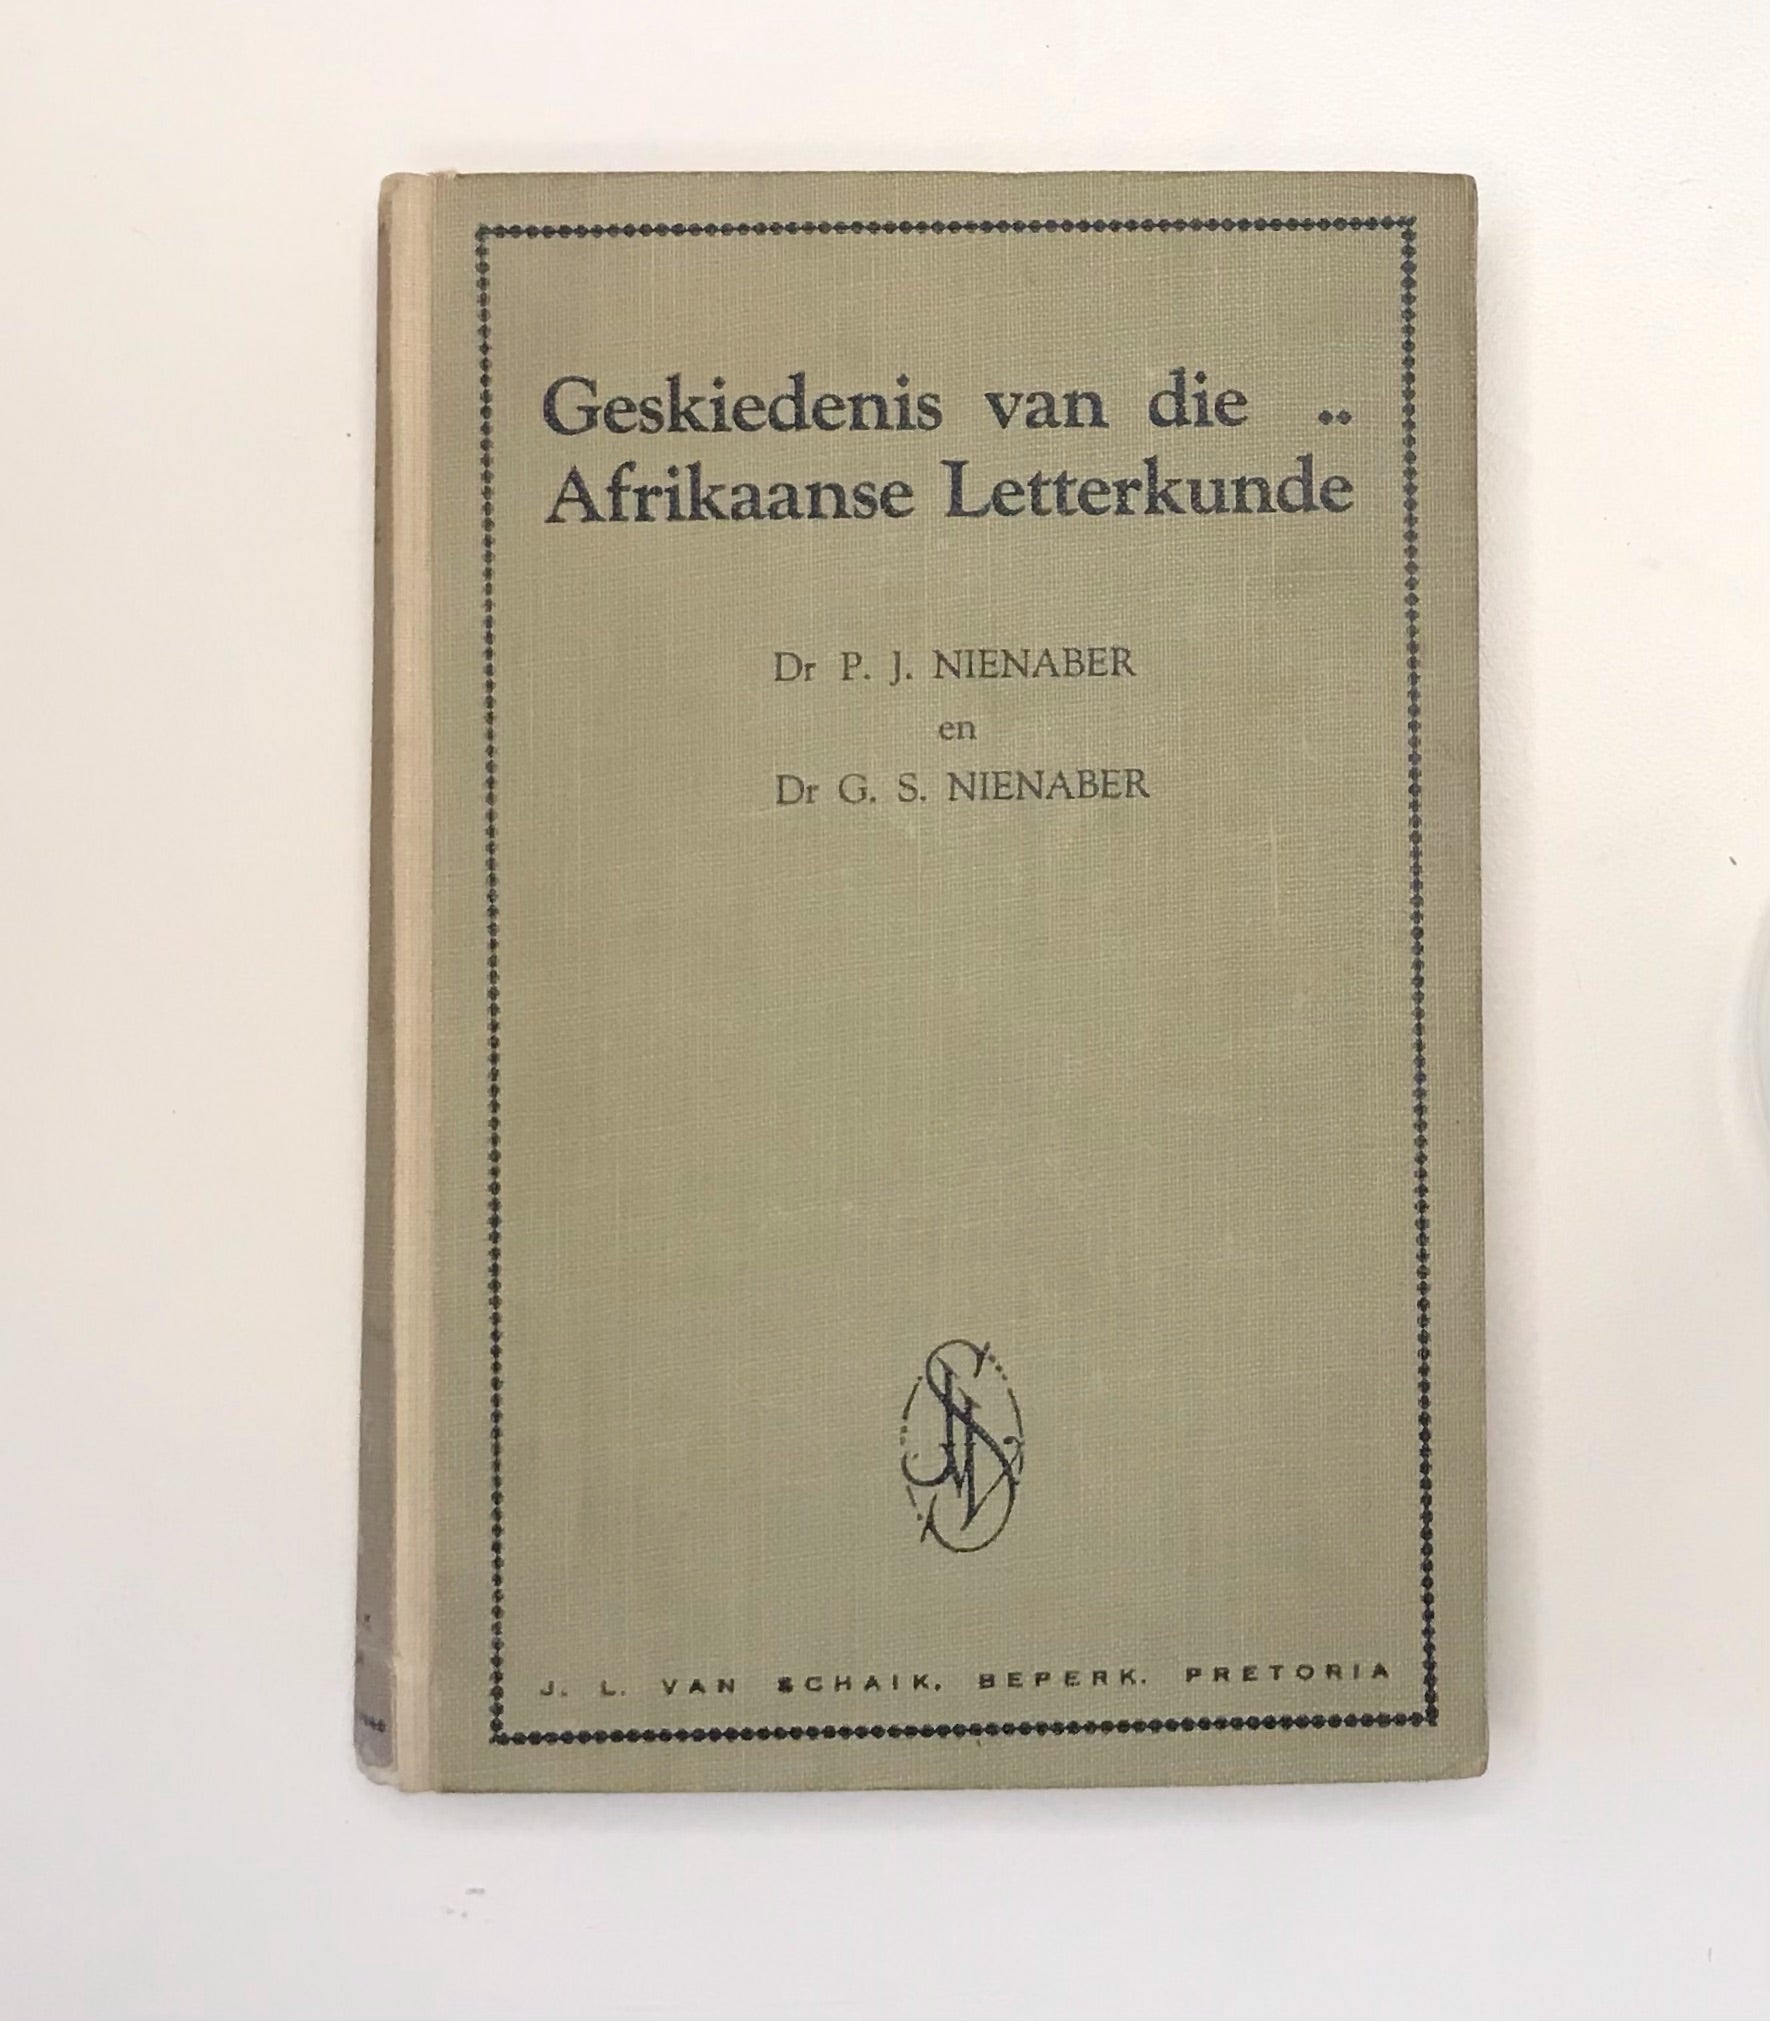 Geskiedenis van die ..
Afrikaanse Letterkunde
Dr P. J. NIENABER
en
Dr G. S. NIENABER
J. L. VAN SCHAIK, BEPERK. PRETORIA